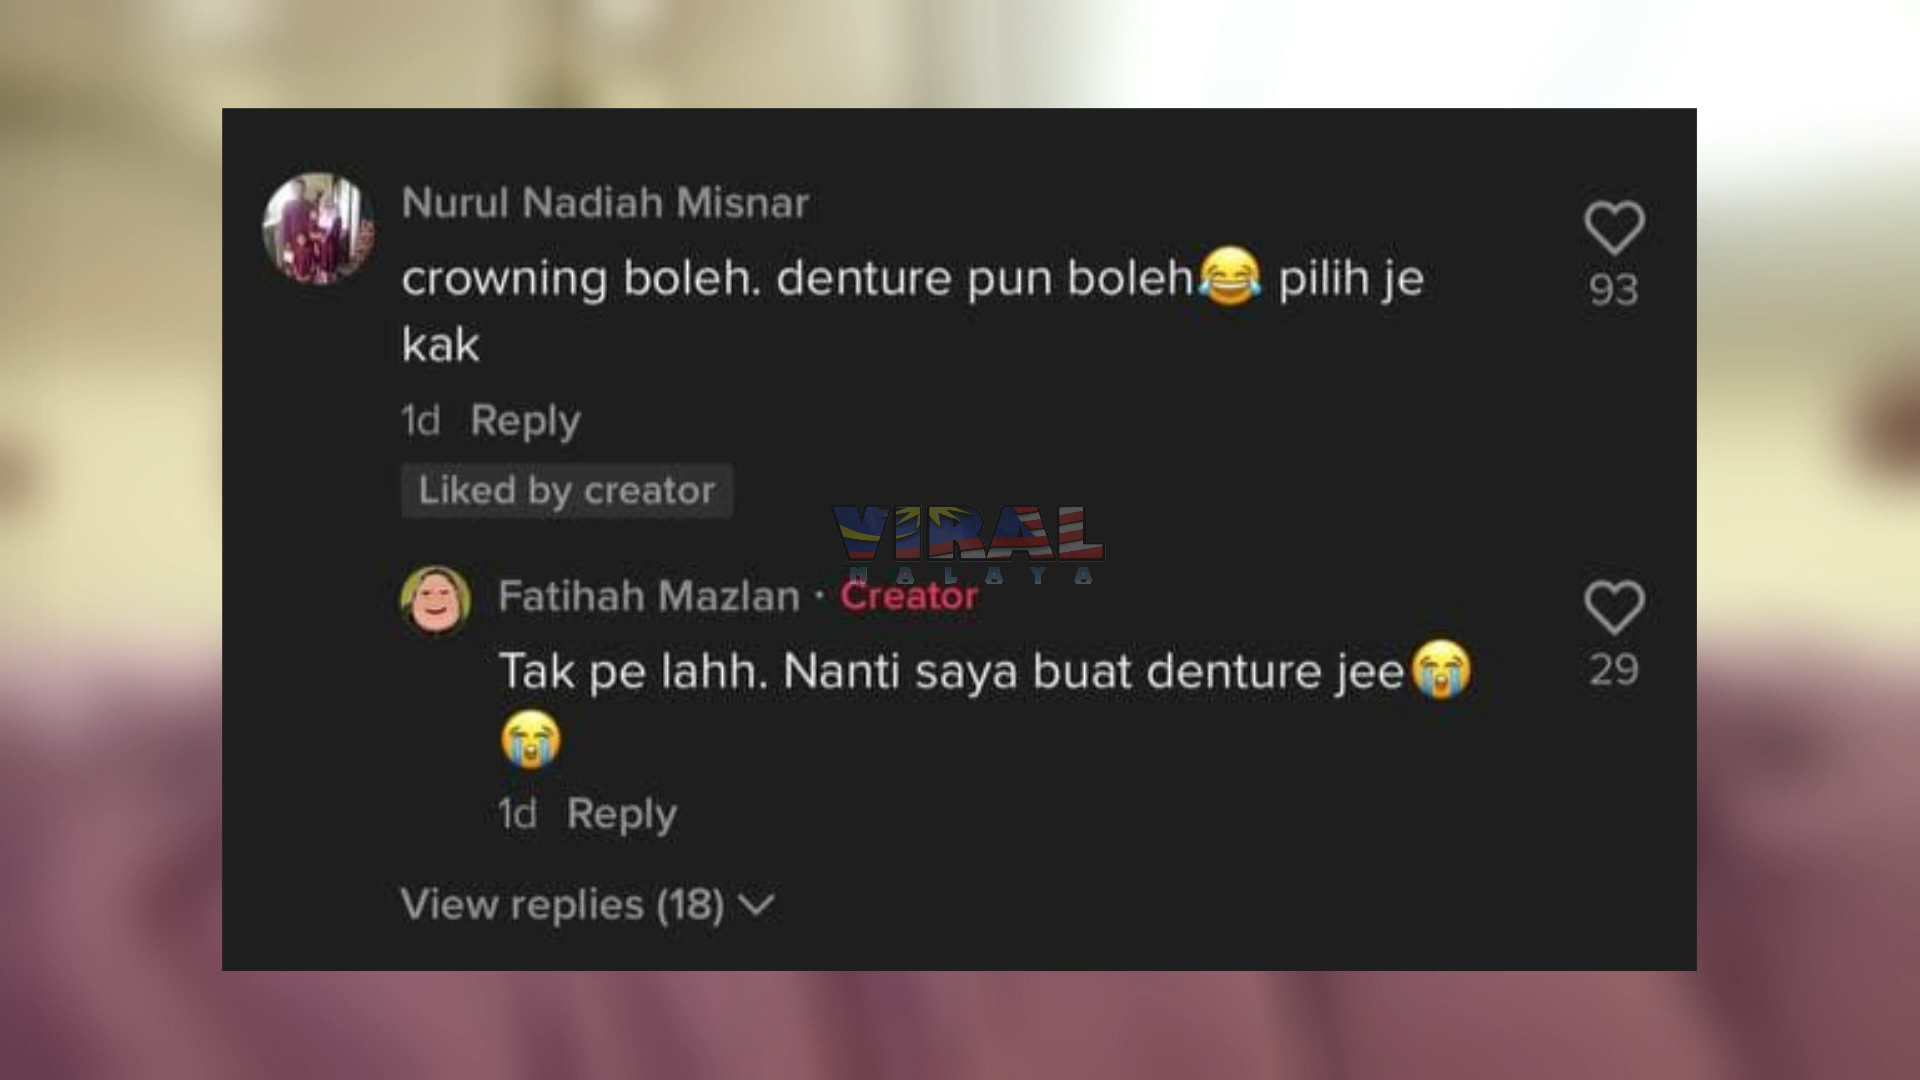 Nurul Nadiah Misnar
crowning boleh. denture pun boleh😂 pilih je
kak
93
1d Reply
Liked by creator
VIRAL
MALAYA
Fatihah Mazlan · Creator
Tak pe lahh. Nanti saya buat denture jee😭
😭
29
1d Reply
View replies (18)